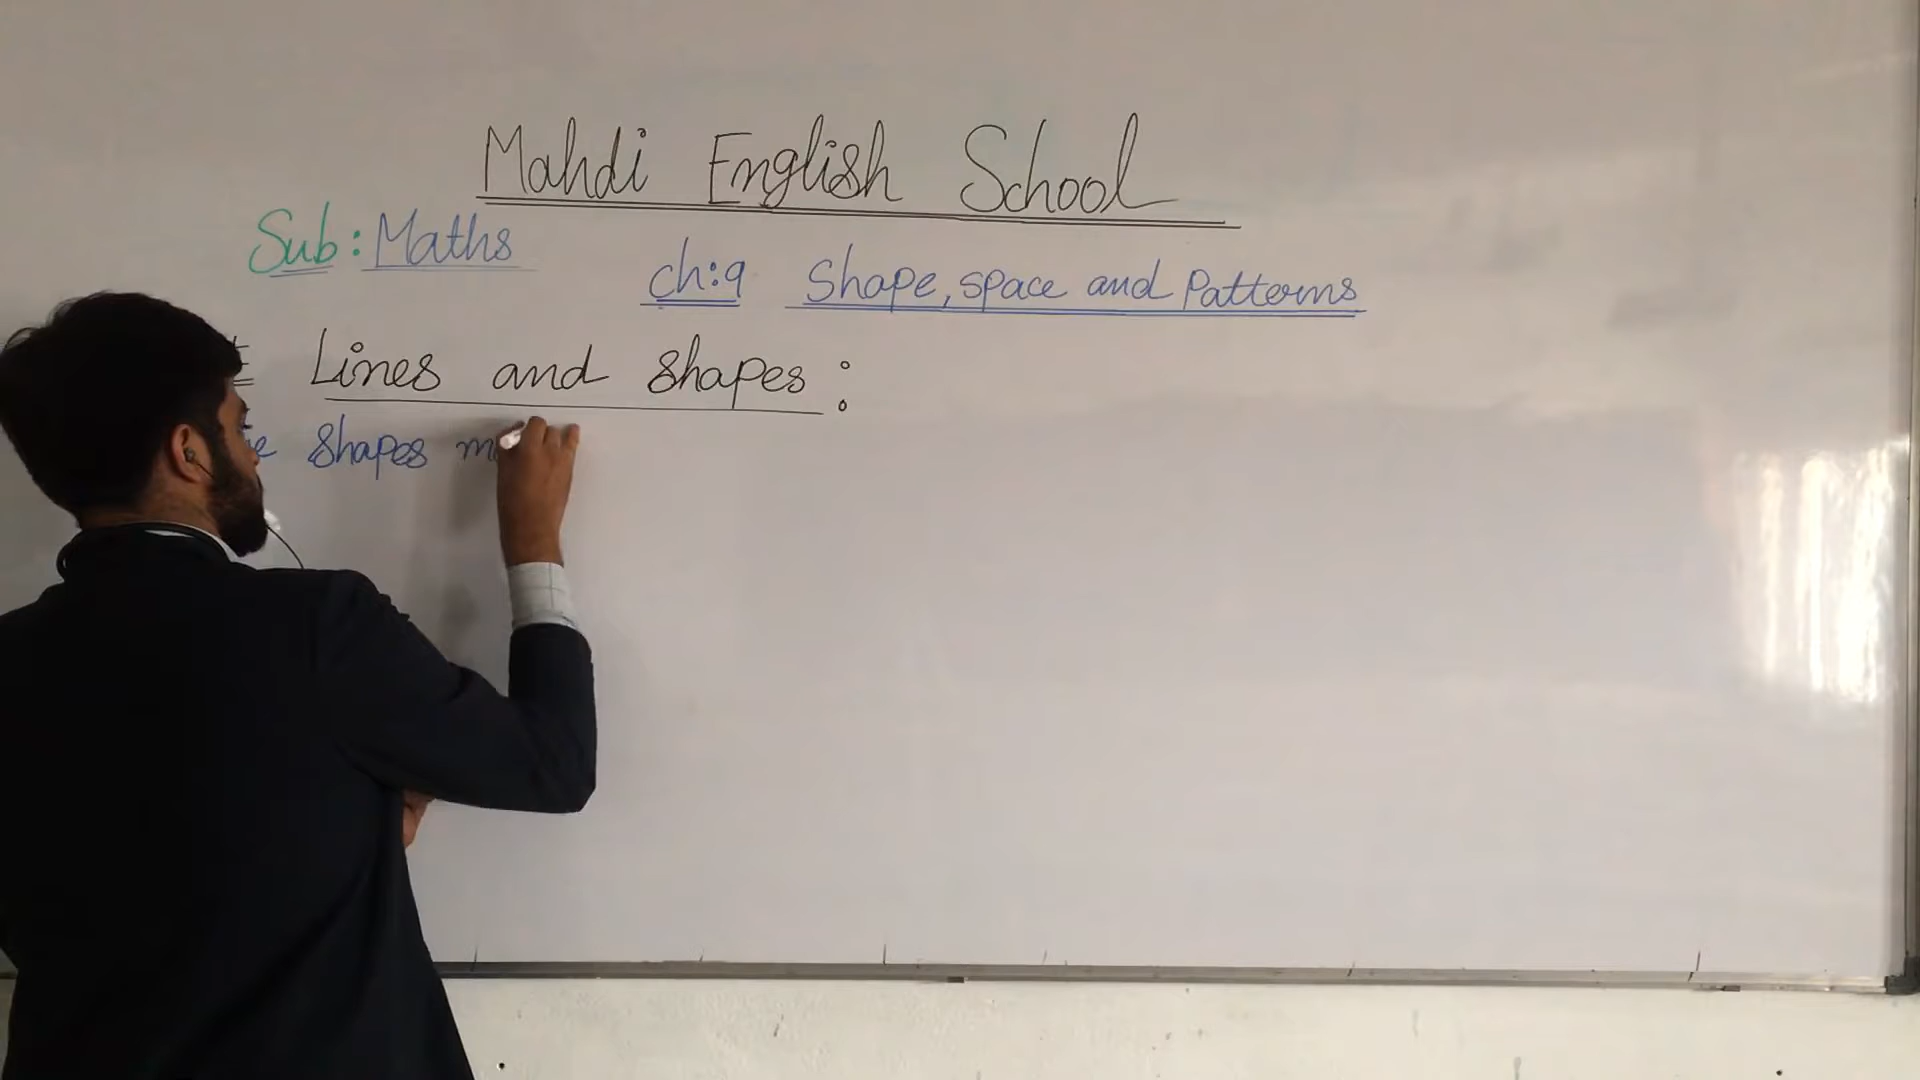 Mahdi English School
Sub: Maths
ch:9 Shape, space and Patterns
Lines and shapes:
shapes